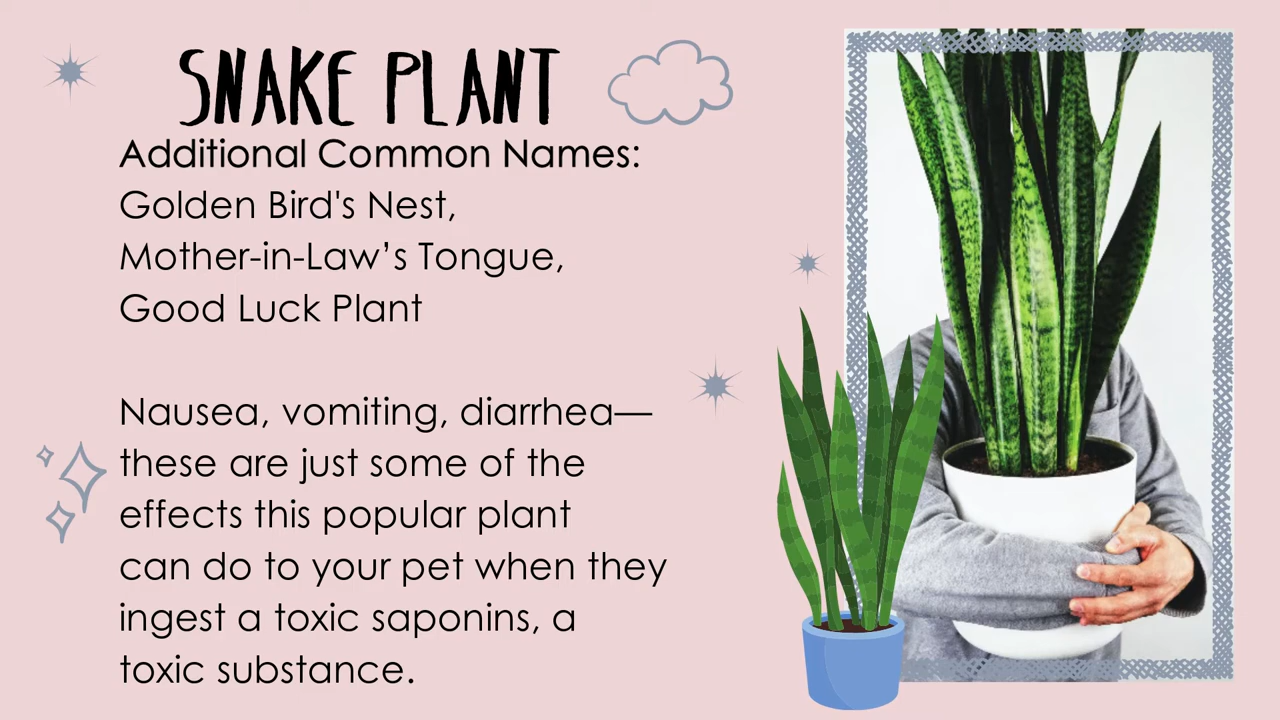 SNAKE PLANT
Additional Common Names:
Golden Bird's Nest,
Mother-in-Law’s Tongue,
Good Luck Plant
Nausea, vomiting, diarrhea—
these are just some of the
effects this popular plant
can do to your pet when they
ingest a toxic saponins, a
toxic substance.